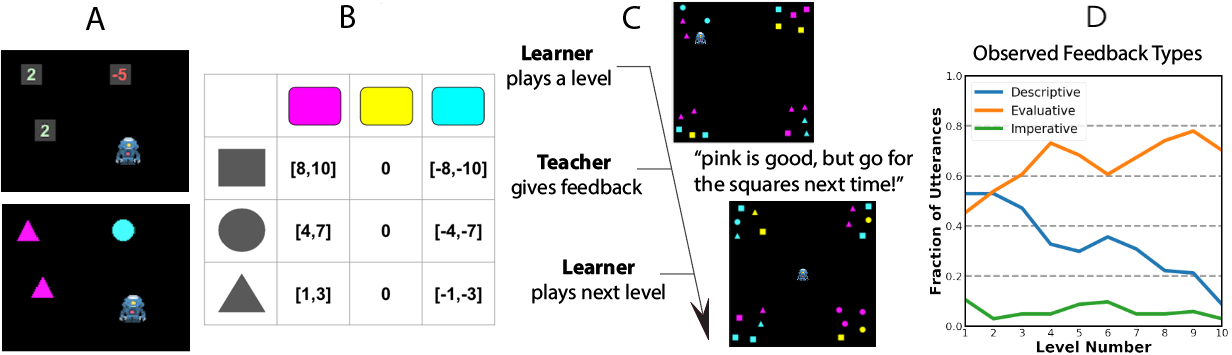 A
2
-5
2
B
[8,10] 0 [-8,-10]
[4,7] 0 [-4,-7]
[1,3] 0 [-1,-3]
C
Learner
plays a level
Teacher
gives feedback
"pink is good, but go for
the squares next time!"
Learner
plays next level
D
Observed Feedback Types
Descriptive
Evaluative
Imperative
Fraction of Utterances
1.0
0.8
0.6
0.4
0.2
0.0
1 2 3 4 5 6 7 8 9 10
Level Number